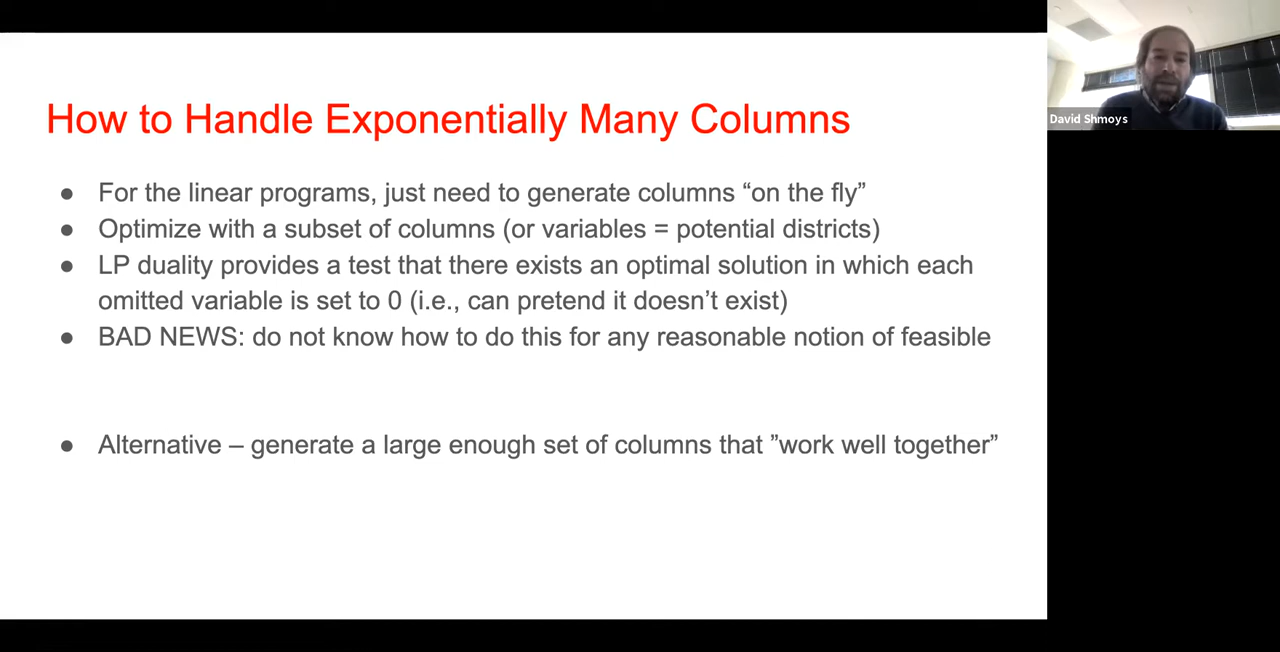 How to Handle Exponentially Many Columns
● For the linear programs, just need to generate columns “on the fly”
● Optimize with a subset of columns (or variables = potential districts)
● LP duality provides a test that there exists an optimal solution in which each
omitted variable is set to 0 (i.e., can pretend it doesn’t exist)
● BAD NEWS: do not know how to do this for any reasonable notion of feasible
● Alternative – generate a large enough set of columns that ”work well together”
David Shmoys